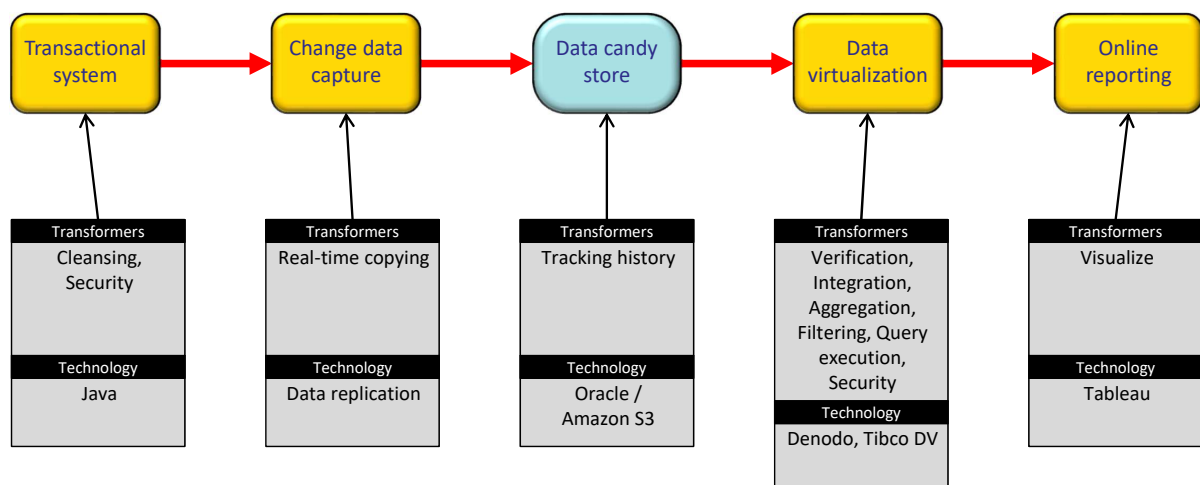 Transactional
system
Change data
capture
Data candy
store
Data
virtualization
Online
reporting
Transformers
Cleansing,
Security
Technology
Java
Transformers
Real-time copying
Technology
Data replication
Transformers
Tracking history
Technology
Oracle /
Amazon S3
Transformers
Verification,
Integration,
Aggregation,
Filtering, Query
execution,
Security
Technology
Denodo, Tibco DV
Transformers
Visualize
Technology
Tableau